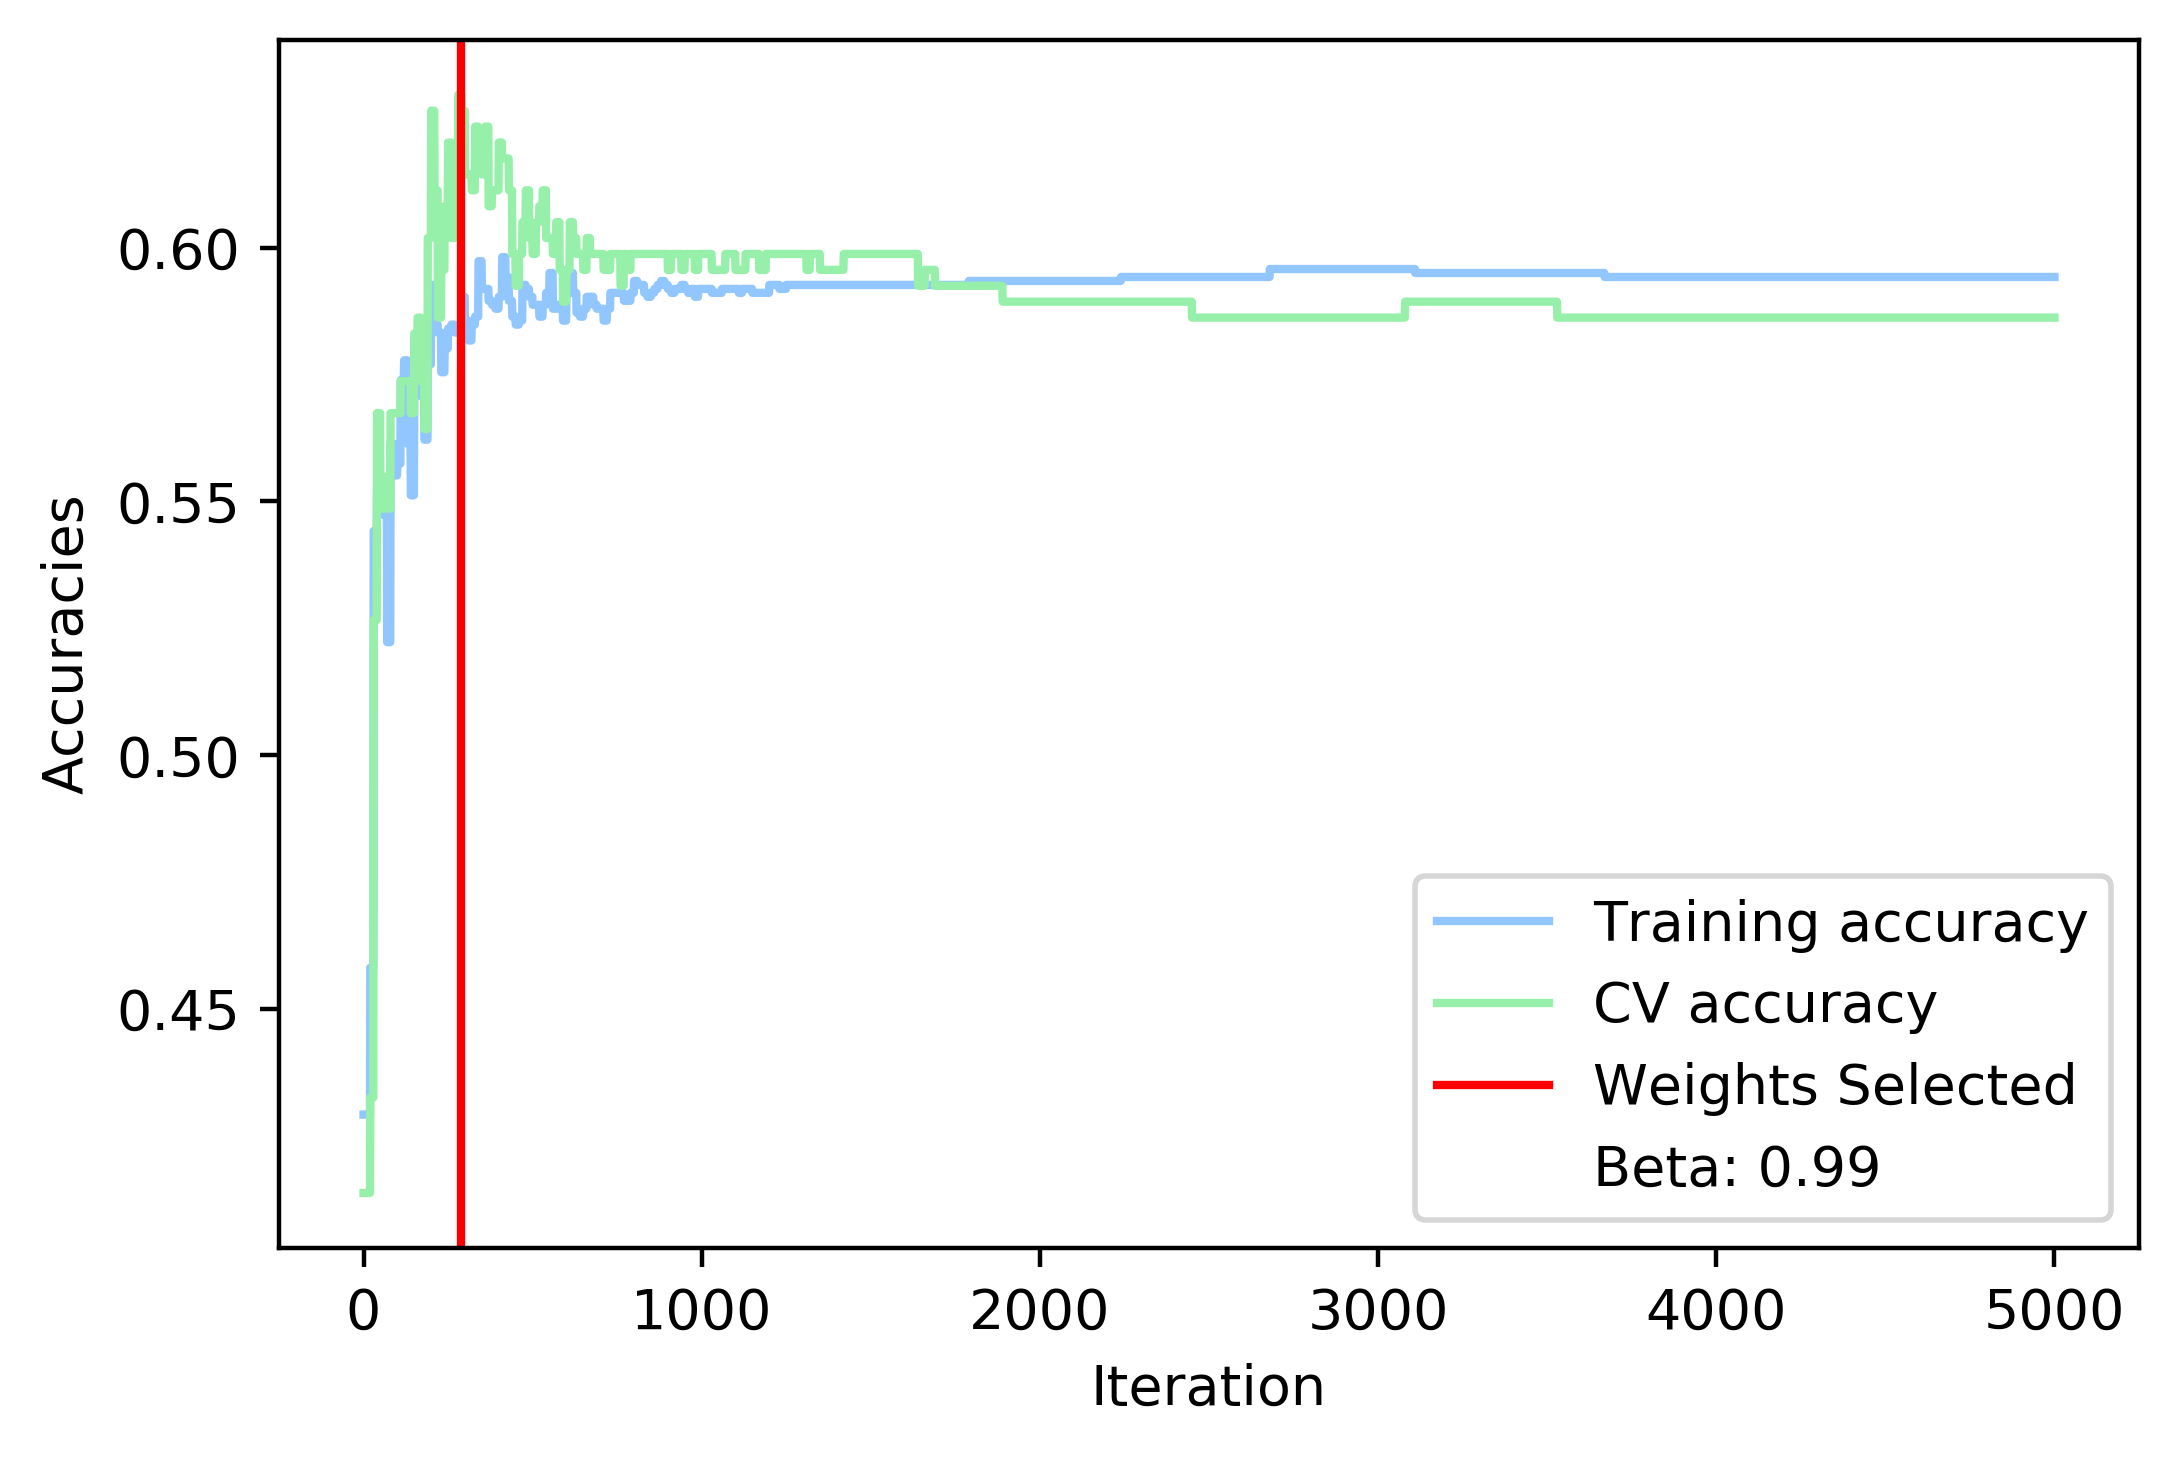 0.60
0.55
0.50
0.45
Accuracies
0 1000 2000 3000 4000 5000
Iteration
Training accuracy
CV accuracy
Weights Selected
Beta: 0.99